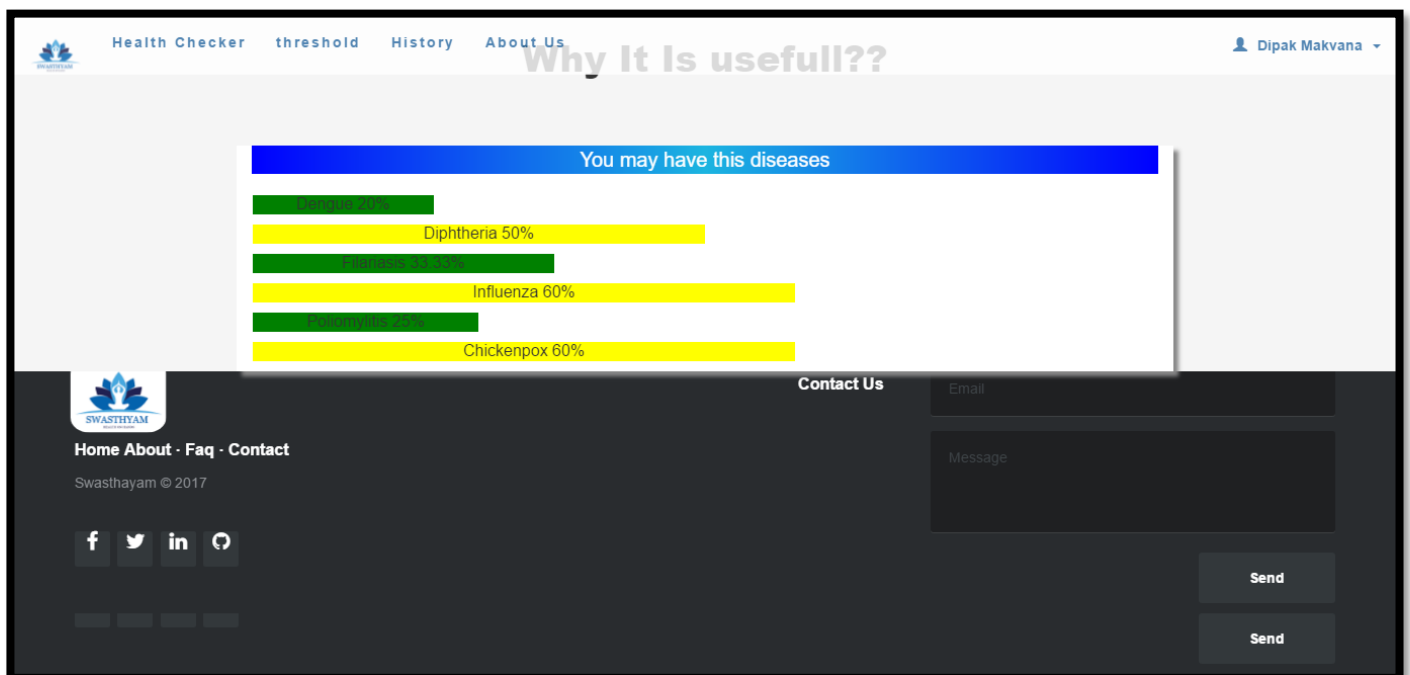 Health Checker threshold History About Us
Dipak Makvana
Why It Is usefull??
You may have this diseases
Dengue 20%
Diphtheria 50%
Filariasis 33.33%
Influenza 60%
Poliomylitis 25%
Chickenpox 60%
SWASTHYAM
Contact Us
Email
Home About · Faq · Contact
Message
Swasthayam © 2017
f in
Send
Send